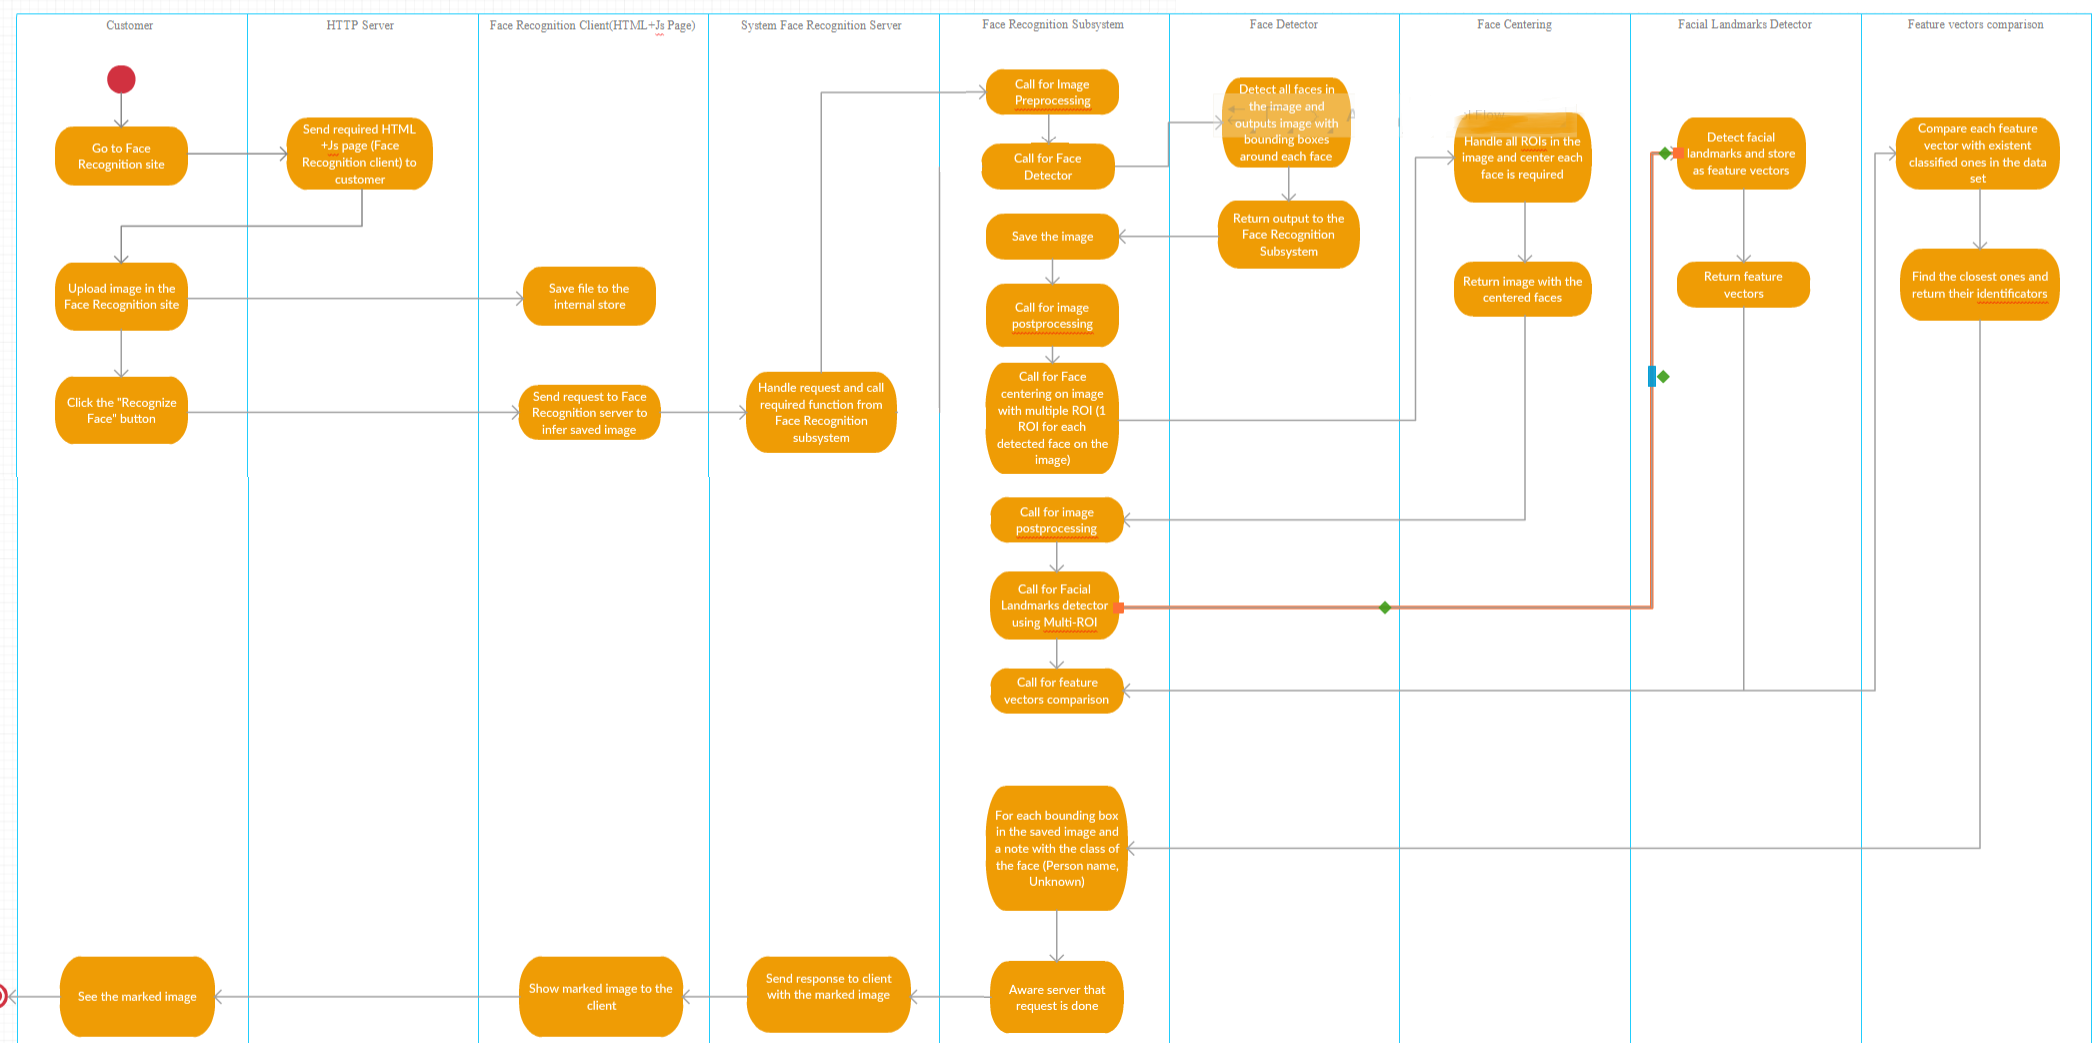 Customer
HTTP Server
Face Recognition Client(HTML+Js Page)
System Face Recognition Server
Face Recognition Subsystem
Face Detector
Face Centering
Facial Landmarks Detector
Feature vectors comparison
Go to Face
Recognition site
Send required HTML
+Js page (Face
Recognition client) to
customer
Upload image in the
Face Recognition site
Save file to the
internal store
Click the "Recognize
Face" button
Send request to Face
Recognition server to
infer saved image
Handle request and call
required function from
Face Recognition
subsystem
Call for Image
Preprocessing
Call for Face
Detector
Detect all faces in
the image and
outputs image with
bounding boxes
around each face
Return output to the
Face Recognition
Subsystem
Save the image
Call for image
postprocessing
Call for Face
centering on image
with multiple ROI (1
ROI for each
detected face on the
image)
Flow
Handle all ROIs in the
image and center each
face is required
Return image with the
centered faces
Call for image
postprocessing
Call for Facial
Landmarks detector
using Multi-ROI
Detect facial
landmarks and store
as feature vectors
Return feature
vectors
Call for feature
vectors comparison
Compare each feature
vector with existent
classified ones in the data
set
Find the closest ones and
return their identificators
For each bounding box
in the saved image and
a note with the class of
the face (Person name,
Unknown)
Aware server that
request is done
Send response to client
with the marked image
Show marked image to the
client
See the marked image